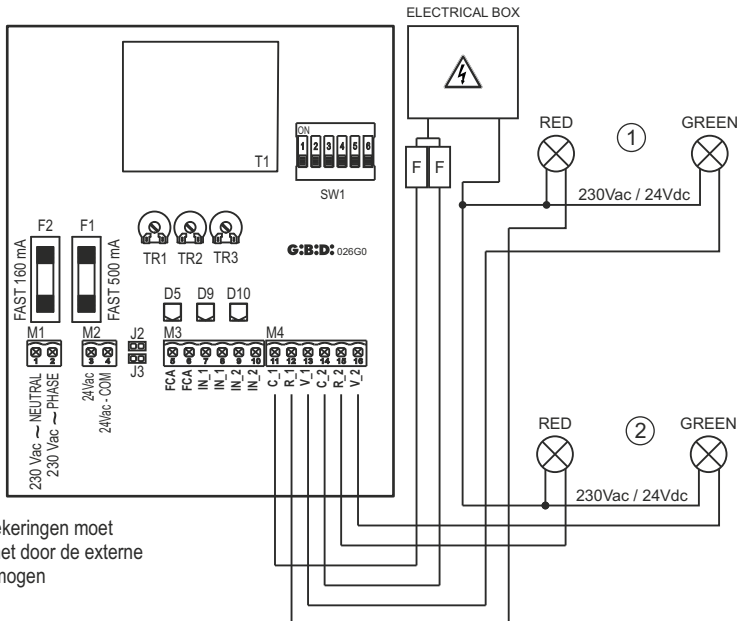 ELECTRICAL BOX
F F
RED
1
GREEN
230Vac / 24Vdc
T1
ON
1 2 3 4 5 6
SW1
TR1 TR2 TR3
G:B:D: 026G0
F2 F1
FAST 160 mA
FAST 500 mA
D5 D9 D10
M1 M2 J2 M3 M4
J3
1 2 3 4 5 6 7 8 9 10 11 12 13 14 15 16
230 Vac ~ NEUTRAL
230 Vac ~ PHASE
24Vac
24Vac - COM
FCA
FCA
IN_1
IN_1
IN_2
IN_2
C_1
R_1
V_1
C_2
R_2
V_2
RED
2
GREEN
230Vac / 24Vdc
ekeringen moet
et door de externe
mogen